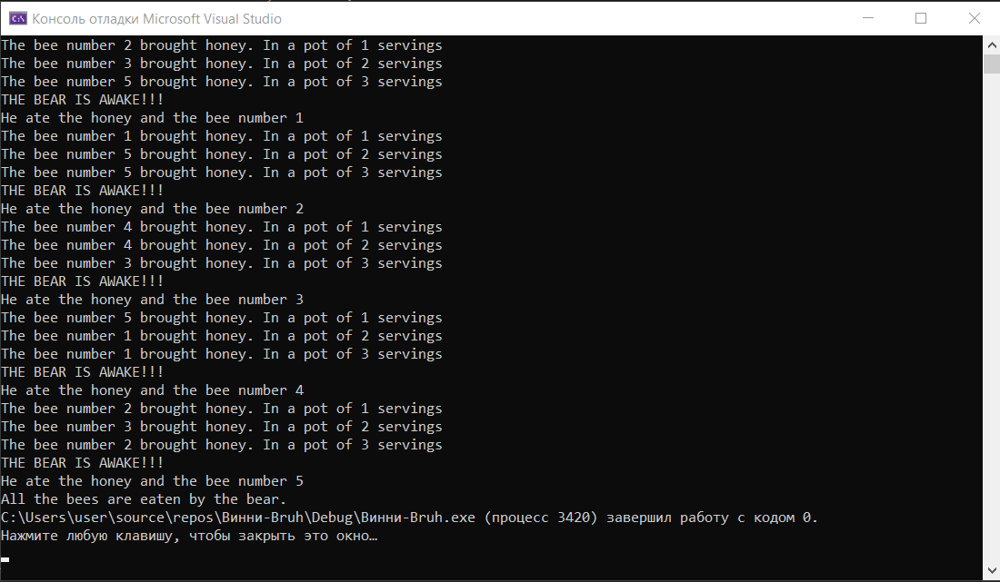 Консоль отладки Microsoft Visual Studio
The bee number 2 brought honey. In a pot of 1 servings
The bee number 3 brought honey. In a pot of 2 servings
The bee number 5 brought honey. In a pot of 3 servings
THE BEAR IS AWAKE!!!
He ate the honey and the bee number 1
The bee number 1 brought honey. In a pot of 1 servings
The bee number 5 brought honey. In a pot of 2 servings
The bee number 5 brought honey. In a pot of 3 servings
THE BEAR IS AWAKE!!!
He ate the honey and the bee number 2
The bee number 4 brought honey. In a pot of 1 servings
The bee number 4 brought honey. In a pot of 2 servings
The bee number 3 brought honey. In a pot of 3 servings
THE BEAR IS AWAKE!!!
He ate the honey and the bee number 3
The bee number 5 brought honey. In a pot of 1 servings
The bee number 1 brought honey. In a pot of 2 servings
The bee number 1 brought honey. In a pot of 3 servings
THE BEAR IS AWAKE!!!
He ate the honey and the bee number 4
The bee number 2 brought honey. In a pot of 1 servings
The bee number 3 brought honey. In a pot of 2 servings
The bee number 2 brought honey. In a pot of 3 servings
THE BEAR IS AWAKE!!!
He ate the honey and the bee number 5
All the bees are eaten by the bear.
C:\Users\user\source\repos\Винни-Bruh\Debug\Винни-Bruh.exe (процесс 3420) завершил работу с кодом 0.
Нажмите любую клавишу, чтобы закрыть это окно…